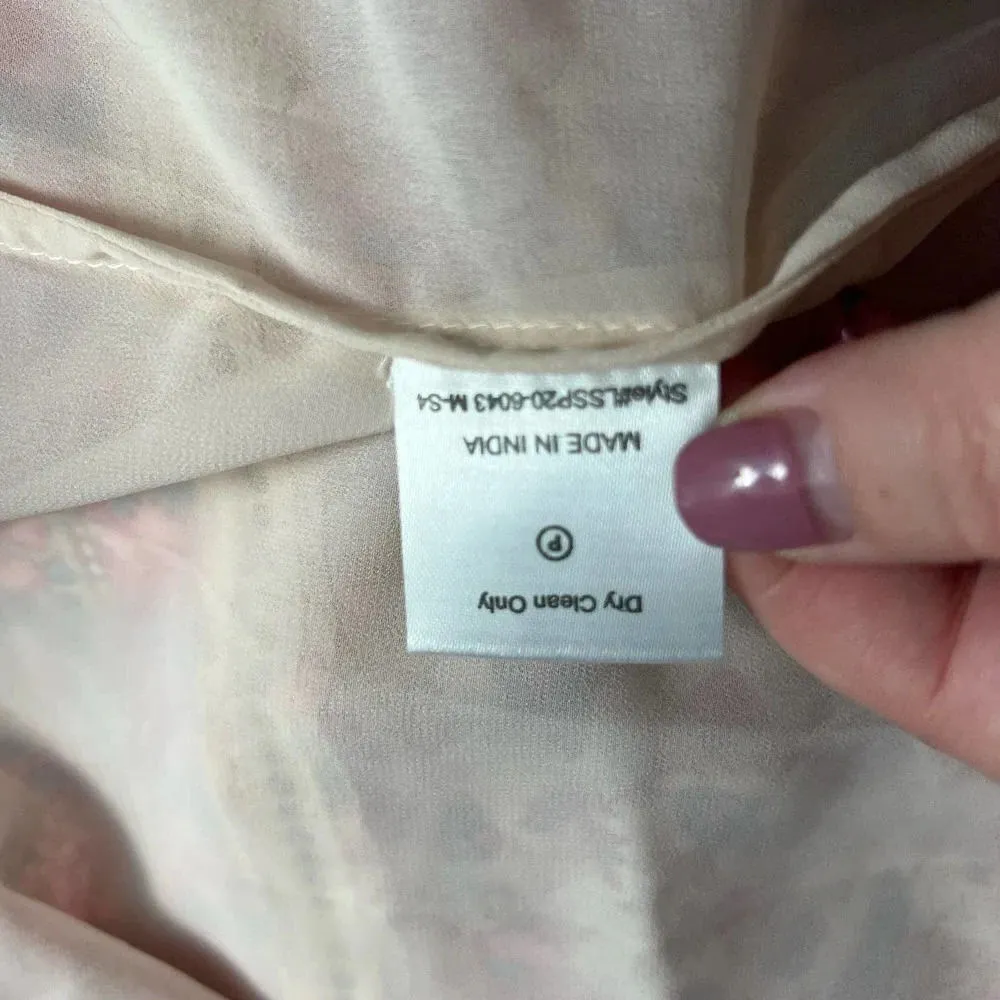 Dry Clean Only
P
MADE IN INDIA
Style#LSSP20-6043 M-S4